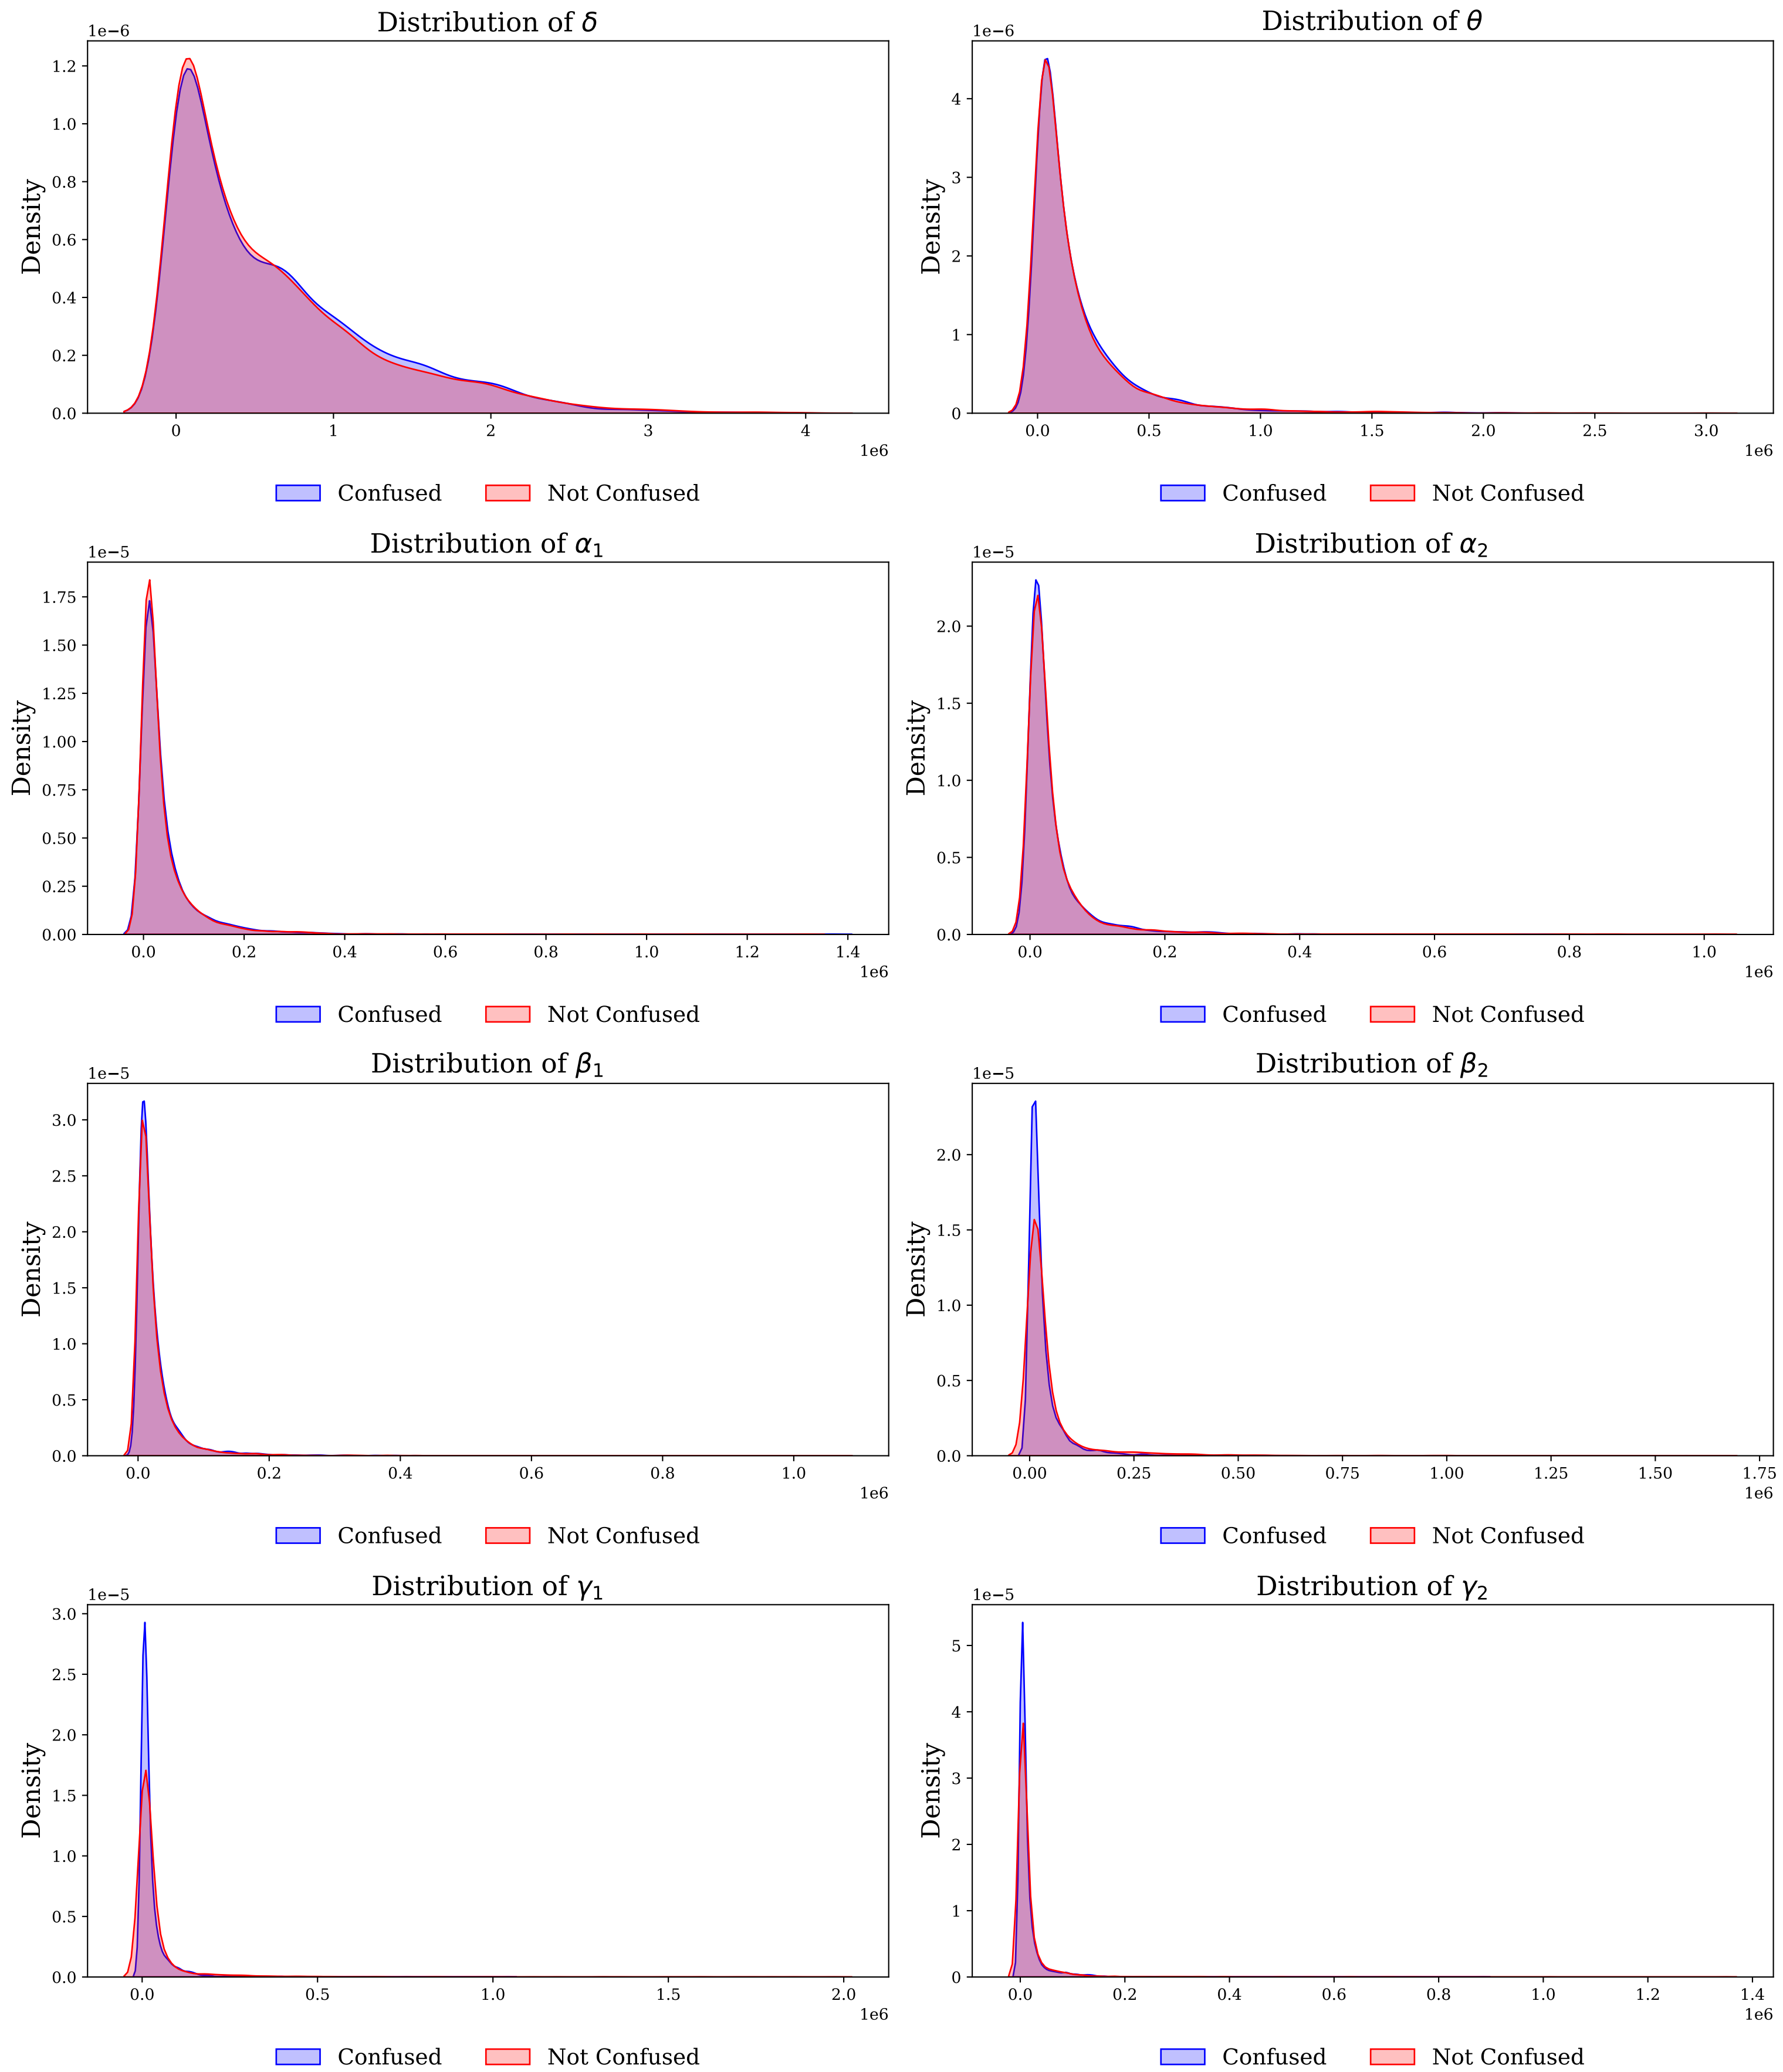 Distribution of δ
1e−6
Density
1.2
1.0
0.8
0.6
0.4
0.2
0.0
0 1 2 3 4
1e6
Confused Not Confused
Distribution of θ
1e−6
Density
4
3
2
1
0
0.0 0.5 1.0 1.5 2.0 2.5 3.0
1e6
Confused Not Confused
Distribution of α₁
1e−5
Density
1.75
1.50
1.25
1.00
0.75
0.50
0.25
0.00
0.0 0.2 0.4 0.6 0.8 1.0 1.2 1.4
1e6
Confused Not Confused
Distribution of α₂
1e−5
Density
2.0
1.5
1.0
0.5
0.0
0.0 0.2 0.4 0.6 0.8 1.0
1e6
Confused Not Confused
Distribution of β₁
1e−5
Density
3.0
2.5
2.0
1.5
1.0
0.5
0.0
0.0 0.2 0.4 0.6 0.8 1.0
1e6
Confused Not Confused
Distribution of β₂
1e−5
Density
2.0
1.5
1.0
0.5
0.0
0.00 0.25 0.50 0.75 1.00 1.25 1.50 1.75
1e6
Confused Not Confused
Distribution of γ₁
1e−5
Density
3.0
2.5
2.0
1.5
1.0
0.5
0.0
0.0 0.5 1.0 1.5 2.0
1e6
Confused Not Confused
Distribution of γ₂
1e−5
Density
5
4
3
2
1
0
0.0 0.2 0.4 0.6 0.8 1.0 1.2 1.4
1e6
Confused Not Confused